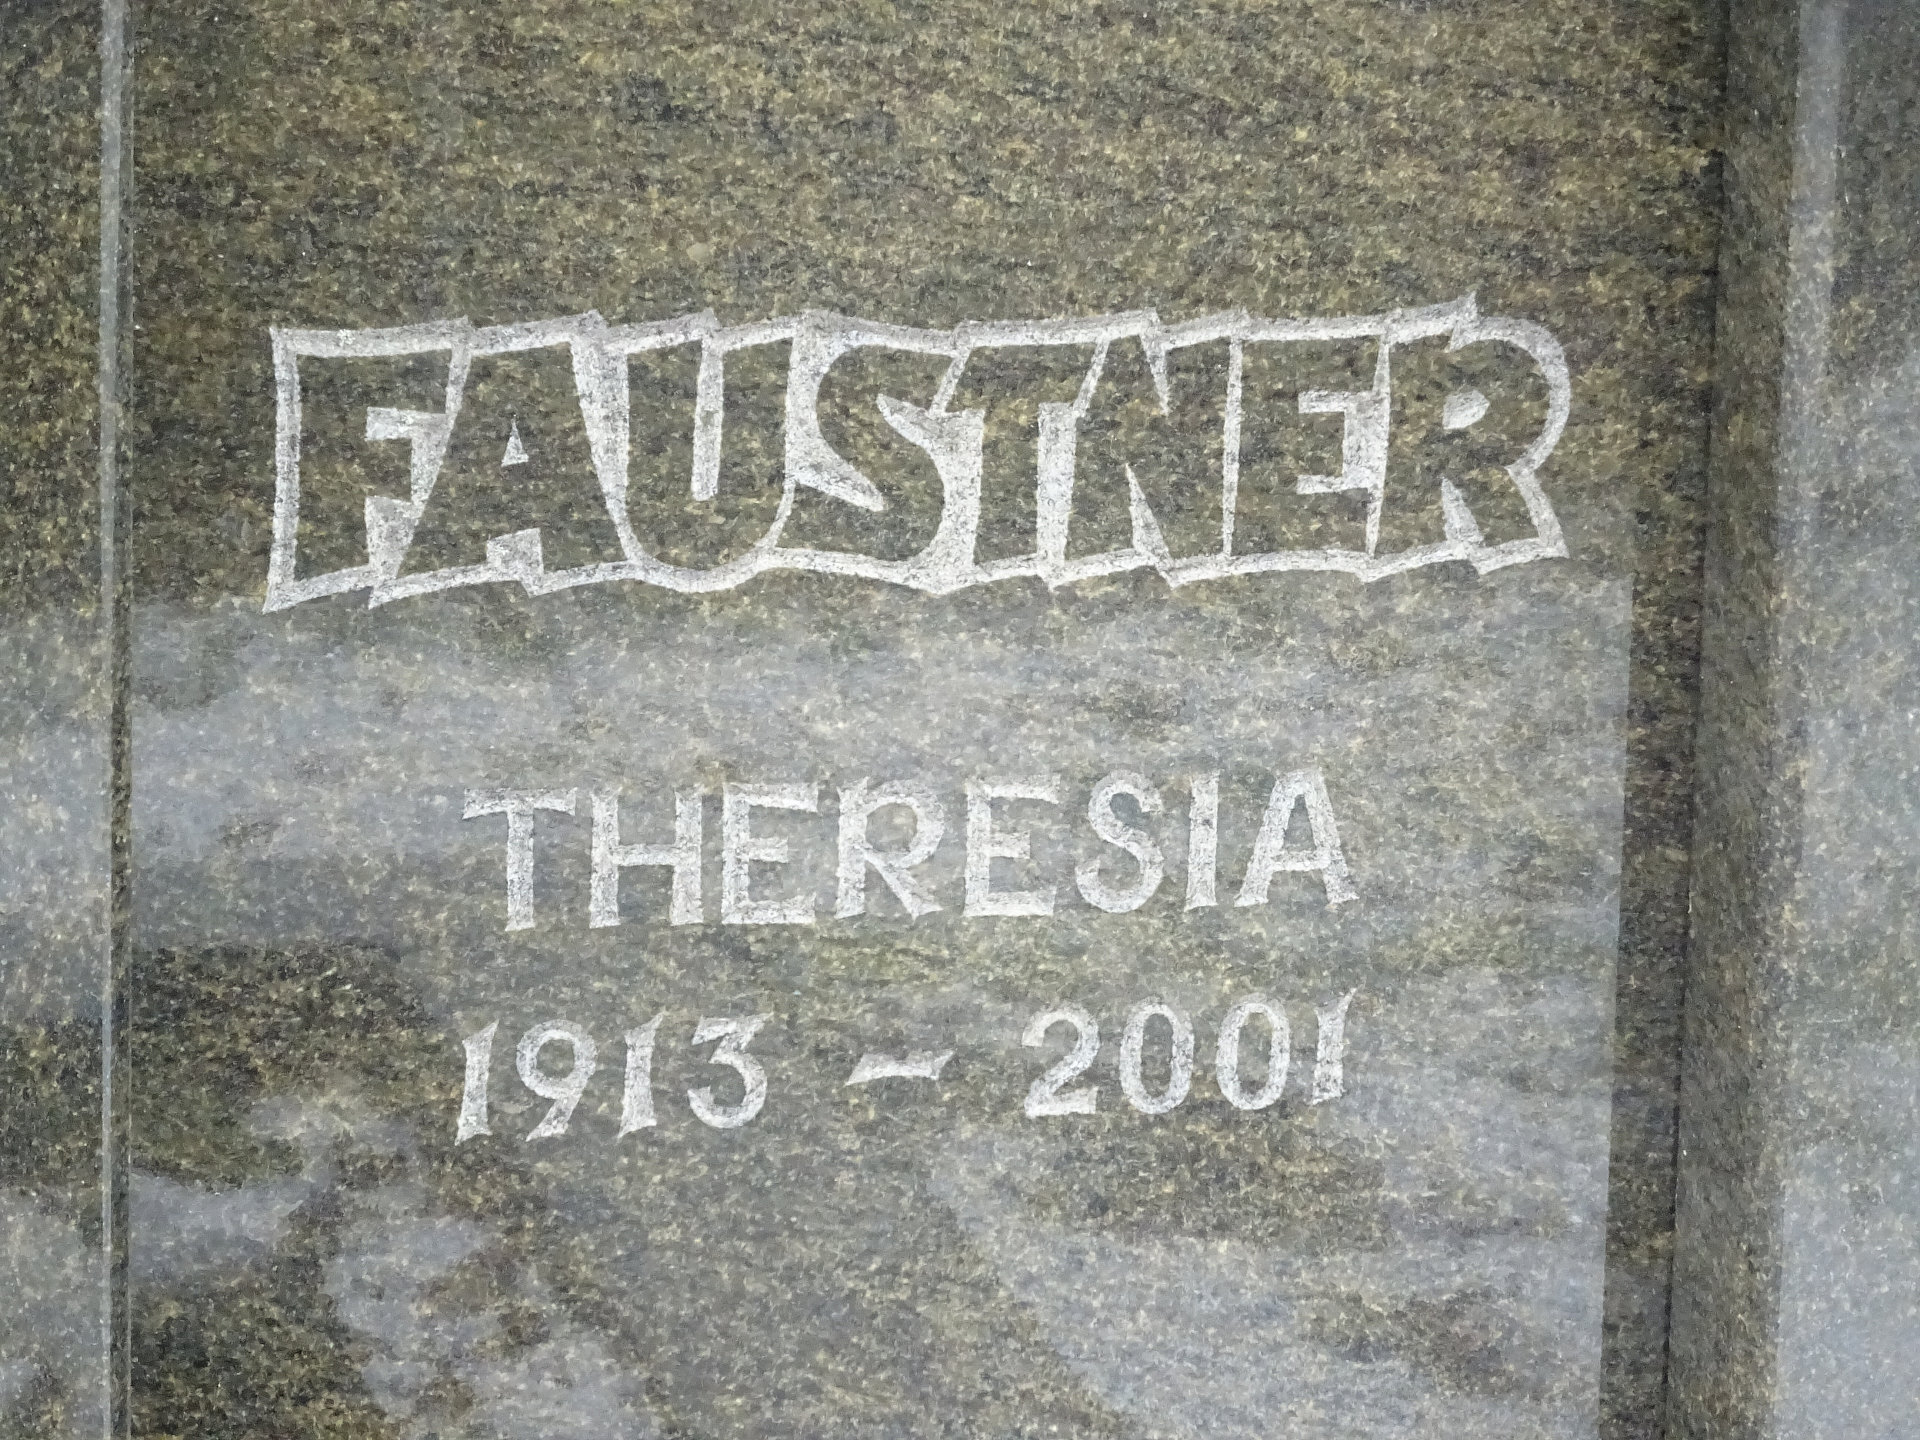 FAUSTNER
THERESIA
1913 - 2001